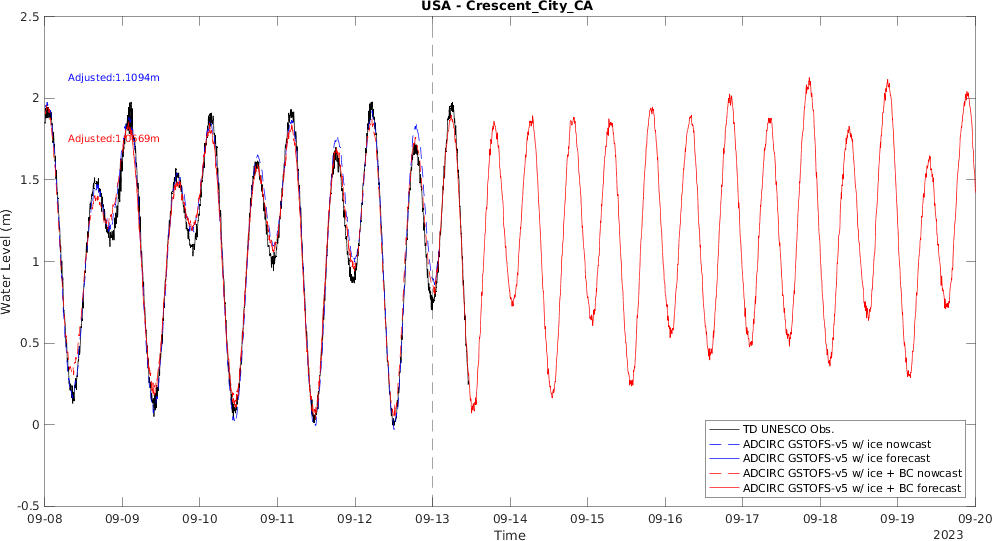 USA - Crescent_City_CA
2.5
2
1.5
1
0.5
0
-0.5
Water Level (m)
Adjusted:1.1094m
TD UNESCO Obs.
ADCIRC GSTOFS-v5 w/ ice nowcast
ADCIRC GSTOFS-v5 w/ ice forecast
ADCIRC GSTOFS-v5 w/ ice + BC nowcast
ADCIRC GSTOFS-v5 w/ ice + BC forecast
09-08 09-09 09-10 09-11 09-12 09-13 09-14 09-15 09-16 09-17 09-18 09-19 09-20
Time
2023